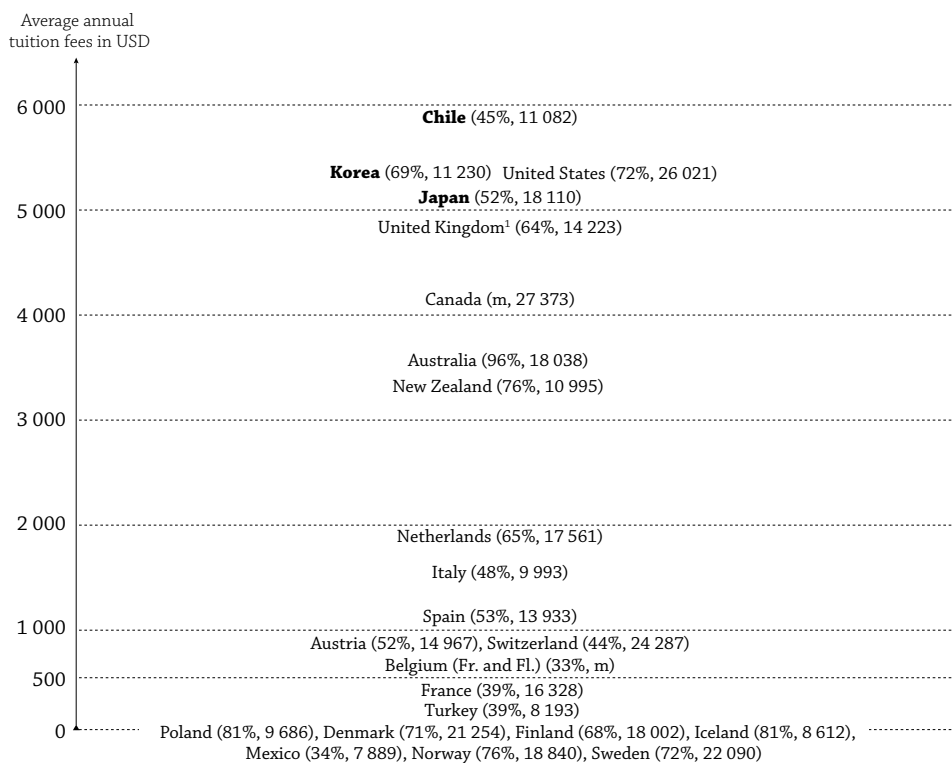 Average annual
tuition fees in USD
6 000
Chile (45%, 11 082)
Korea (69%, 11 230) United States (72%, 26 021)
Japan (52%, 18 110)
5 000
United Kingdom¹ (64%, 14 223)
Canada (m, 27 373)
4 000
Australia (96%, 18 038)
New Zealand (76%, 10 995)
3 000
2 000
Netherlands (65%, 17 561)
Italy (48%, 9 993)
Spain (53%, 13 933)
1 000
Austria (52%, 14 967), Switzerland (44%, 24 287)
Belgium (Fr. and Fl.) (33%, m)
500
France (39%, 16 328)
Turkey (39%, 8 193)
0
Poland (81%, 9 686), Denmark (71%, 21 254), Finland (68%, 18 002), Iceland (81%, 8 612),
Mexico (34%, 7 889), Norway (76%, 18 840), Sweden (72%, 22 090)